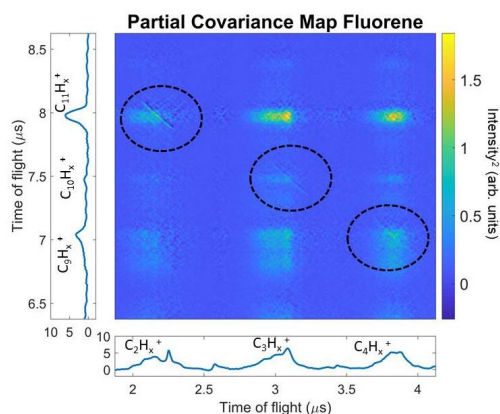 Partial Covariance Map Fluorene
8.5
8
7.5
7
6.5
Time of flight (μs)
C₁₁Hₓ⁺
C₁₀Hₓ⁺
C₉Hₓ⁺
10 5 0
1.5
1
0.5
0
Intensity² (arb. units)
10
5
0
C₂Hₓ⁺ C₃Hₓ⁺ C₄Hₓ⁺
2 2.5 3 3.5 4
Time of flight (μs)